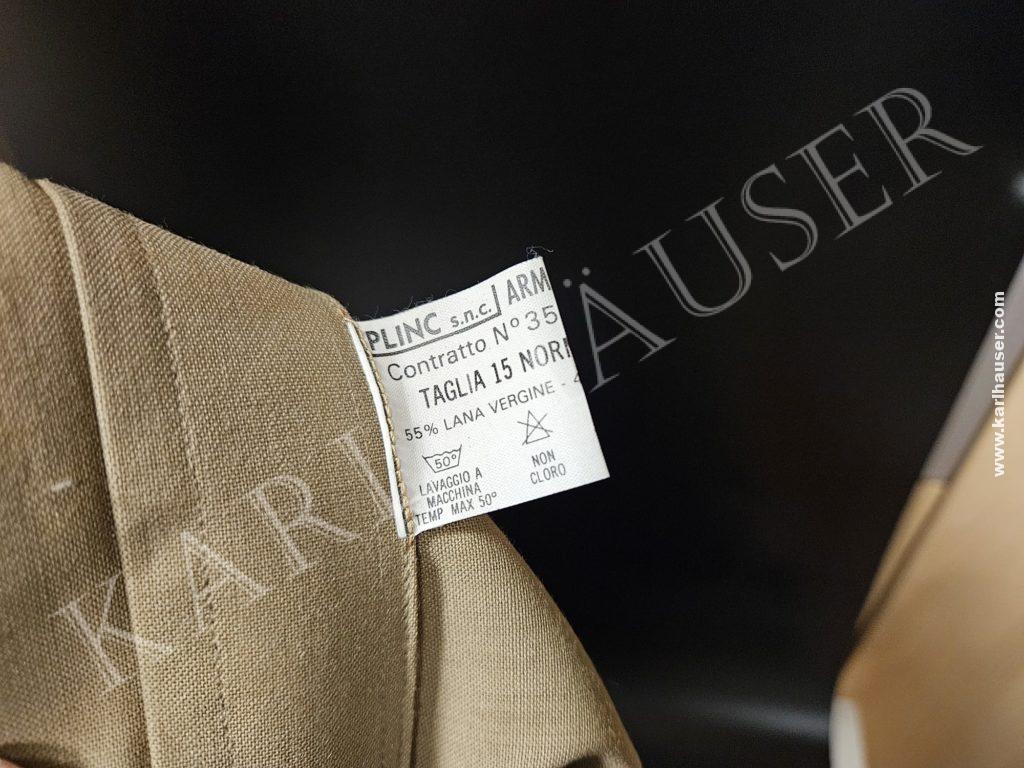 PLINC s.n.c. ARM
Contratto N° 35
TAGLIA 15 NOR
55% LANA VERGINE -
50°
LAVAGGIO A
MACCHINA
TEMP MAX 50°
NON
CLORO
KARL HÄUSER
www.karlhauser.com